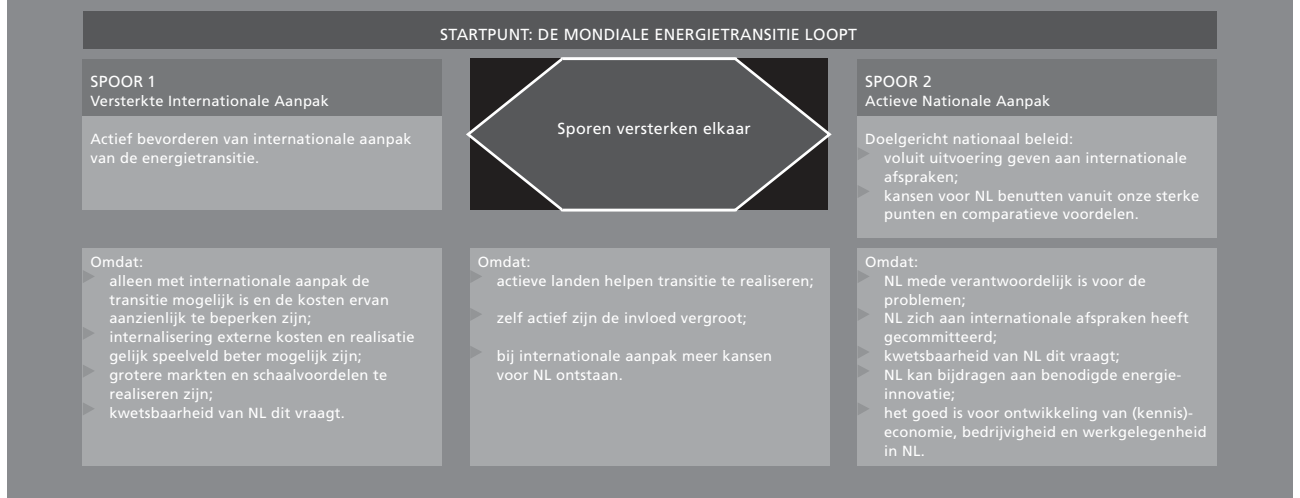 STARTPUNT: DE MONDIALE ENERGIETRANSITIE LOOPT
SPOOR 1
Versterkte Internationale Aanpak
Actief bevorderen van internationale aanpak
van de energietransitie.
Sporen versterken elkaar
SPOOR 2
Actieve Nationale Aanpak
Doelgericht nationaal beleid:
voluit uitvoering geven aan internationale
afspraken;
kansen voor NL benutten vanuit onze sterke
punten en comparatieve voordelen.
Omdat:
alleen met internationale aanpak de
transitie mogelijk is en de kosten ervan
aanzienlijk te beperken zijn;
internalisering externe kosten en realisatie
gelijk speelveld beter mogelijk zijn;
grotere markten en schaalvoordelen te
realiseren zijn;
kwetsbaarheid van NL dit vraagt.
Omdat:
actieve landen helpen transitie te realiseren;
zelf actief zijn de invloed vergroot;
bij internationale aanpak meer kansen
voor NL ontstaan.
Omdat:
NL mede verantwoordelijk is voor de
problemen;
NL zich aan internationale afspraken heeft
gecommitteerd;
kwetsbaarheid van NL dit vraagt;
NL kan bijdragen aan benodigde energie-
innovatie;
het goed is voor ontwikkeling van (kennis)-
economie, bedrijvigheid en werkgelegenheid
in NL.